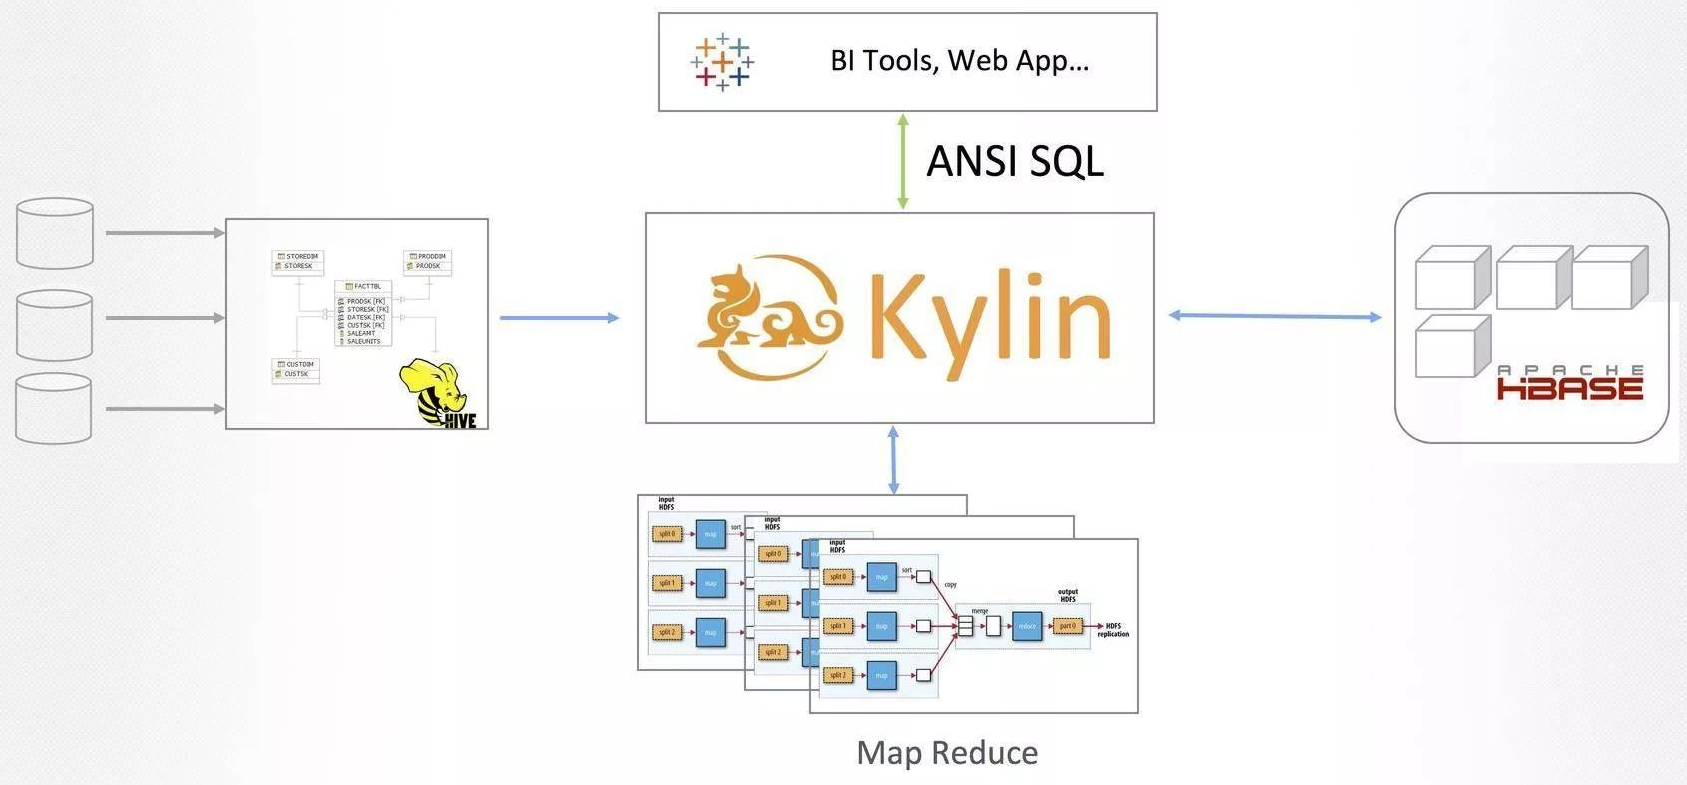 BI Tools, Web App...
ANSI SQL
STOREDIM
STORESK
PRODDIM
PRODSK
FACTTBL
PRODSK [FK]
STORESK [FK]
DATESK [FK]
CUSTSK [FK]
SALEAMT
SALEUNITS
CUSTDIM
CUSTSK
HIVE
Kylin
APACHE
HBASE
input
HDFS
split 0
map
sort
split 1
map
split 2
map
input
HDFS
split 0
split 1
split 2
input
HDFS
split 0
map
sort
copy
split 1
map
split 2
map
merge
output
HDFS
reduce
part 0
HDFS
replication
Map Reduce